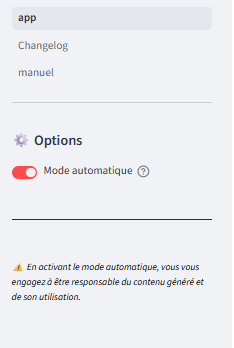 app
Changelog
manuel
Options
Mode automatique
⚠️ En activant le mode automatique, vous vous
engagez à être responsable du contenu généré et
de son utilisation.